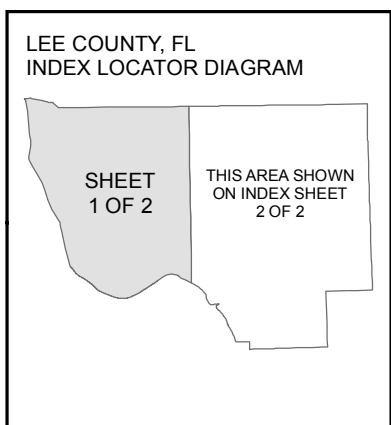 LEE COUNTY, FL
INDEX LOCATOR DIAGRAM
SHEET
1 OF 2
THIS AREA SHOWN
ON INDEX SHEET
2 OF 2